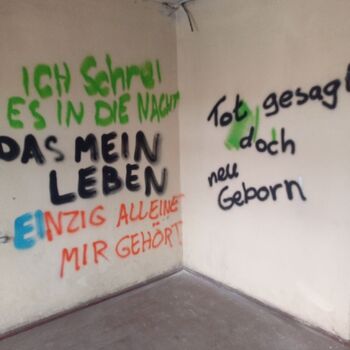 ICH Schrei
ES IN DIE NACHT
DAS MEIN
LEBEN
EINZIG ALLEINE
MIR GEHÖRT!
Tot gesagt
doch
neu
Geborn